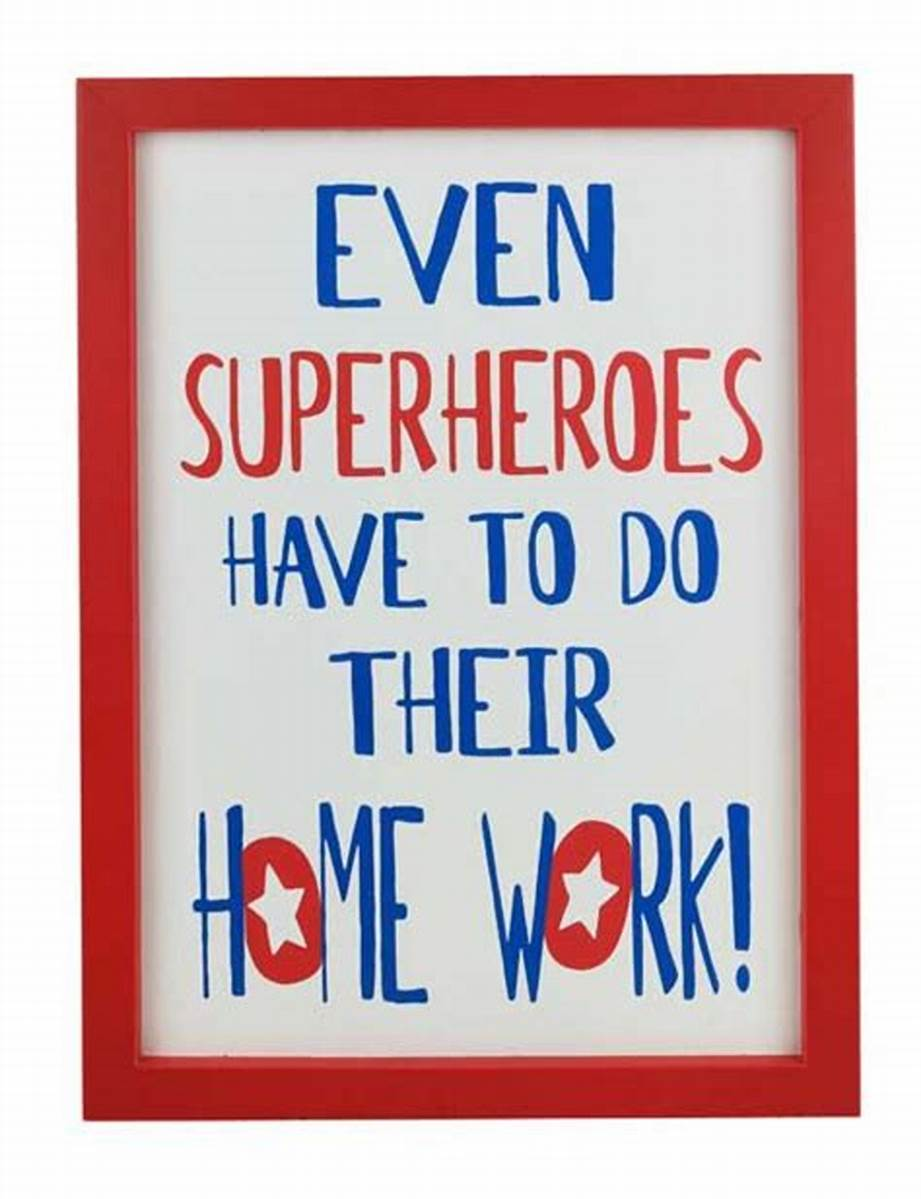 EVEN
SUPERHEROES
HAVE TO DO
THEIR
HOME WORK!